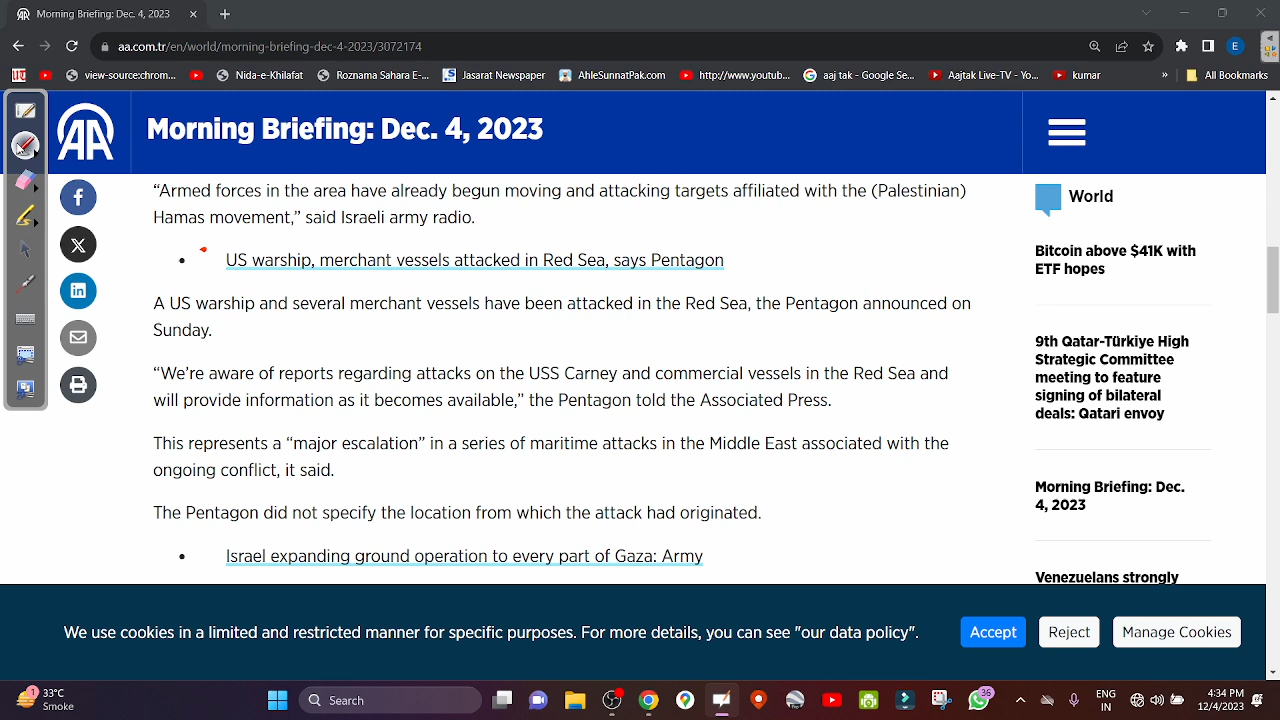 Morning Briefing: Dec. 4, 2023
aa.com.tr/en/world/morning-briefing-dec-4-2023/3072174
E
view-source:chrom...
Nida-e-Khilafat
Rozgirn Sahara E-...
Jasarat Newspaper
AhleSunnatPak.com
http://www.youtub...
aaj tak - Google Se...
Aajtak Live-TV - Yo...
kumar
»
All Bookmarks
AA
Morning Briefing: Dec. 4, 2023
“Armed forces in the area have already begun moving and attacking targets affiliated with the (Palestinian)
Hamas movement,” said Israeli army radio.
• US warship, merchant vessels attacked in Red Sea, says Pentagon
A US warship and several merchant vessels have been attacked in the Red Sea, the Pentagon announced on
Sunday.
“We’re aware of reports regarding attacks on the USS Carney and commercial vessels in the Red Sea and
will provide information as it becomes available,” the Pentagon told the Associated Press.
This represents a “major escalation” in a series of maritime attacks in the Middle East associated with the
ongoing conflict, it said.
The Pentagon did not specify the location from which the attack had originated.
• Israel expanding ground operation to every part of Gaza: Army
World
Bitcoin above $41K with
ETF hopes
9th Qatar-Türkiye High
Strategic Committee
meeting to feature
signing of bilateral
deals: Qatari envoy
Morning Briefing: Dec.
4, 2023
Venezuelans strongly
We use cookies in a limited and restricted manner for specific purposes. For more details, you can see "our data policy".
Accept
Reject
Manage Cookies
1
33°C
Smoke
Search
36
ENG
IN
4:34 PM
12/4/2023